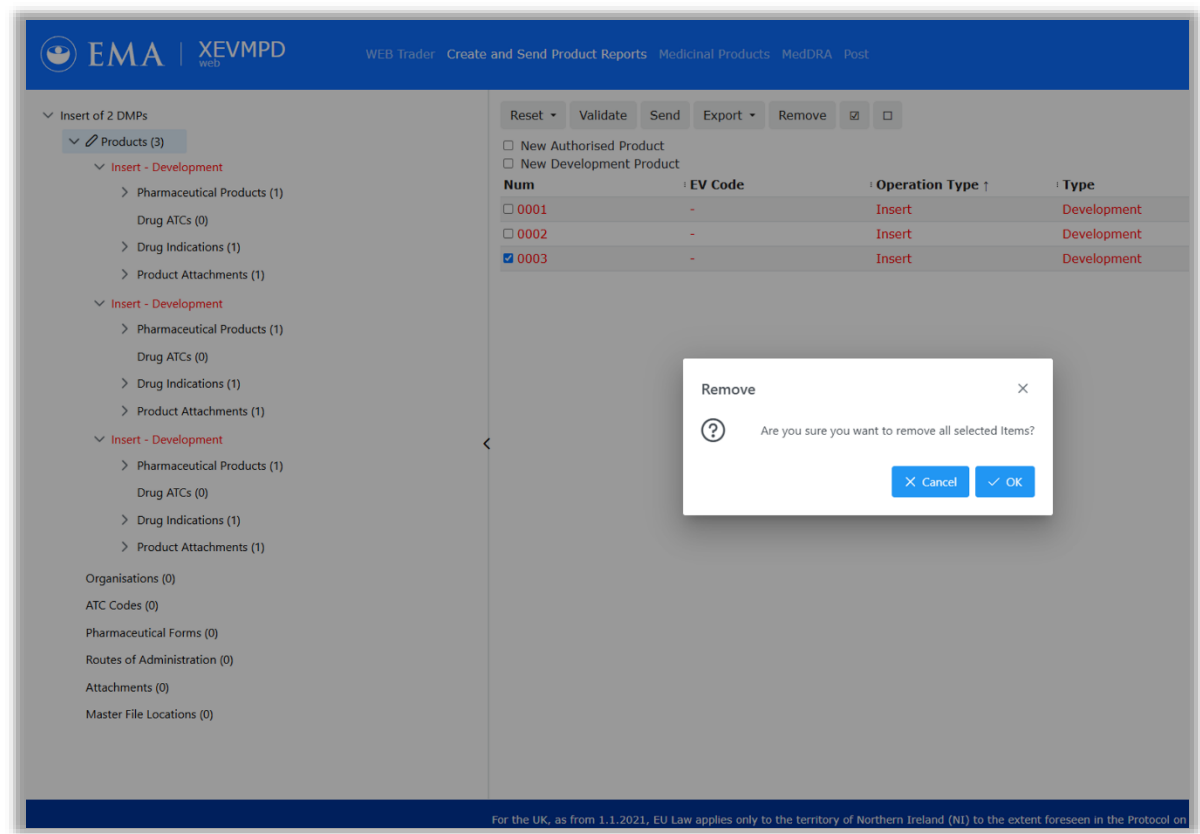 EMA | XEVMPD web
WEB Trader Create and Send Product Reports Medicinal Products MedDRA Post
Insert of 2 DMPs
Products (3)
Insert - Development
Pharmaceutical Products (1)
Drug ATCs (0)
Drug Indications (1)
Product Attachments (1)
Insert - Development
Pharmaceutical Products (1)
Drug ATCs (0)
Drug Indications (1)
Product Attachments (1)
Insert - Development
Pharmaceutical Products (1)
Drug ATCs (0)
Drug Indications (1)
Product Attachments (1)
Organisations (0)
ATC Codes (0)
Pharmaceutical Forms (0)
Routes of Administration (0)
Attachments (0)
Master File Locations (0)
Reset Validate Send Export Remove
New Authorised Product
New Development Product
Num EV Code Operation Type ↑ Type
0001 - Insert Development
0002 - Insert Development
0003 - Insert Development
Remove
Are you sure you want to remove all selected Items?
Cancel OK
For the UK, as from 1.1.2021, EU Law applies only to the territory of Northern Ireland (NI) to the extent foreseen in the Protocol on